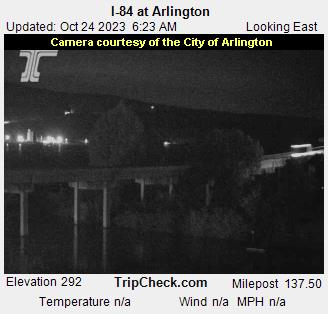 I-84 at Arlington
Updated: Oct 24 2023 6:23 AM Looking East
Camera courtesy of the City of Arlington
Elevation 292 TripCheck.com Milepost 137.50
Temperature n/a Wind n/a MPH n/a